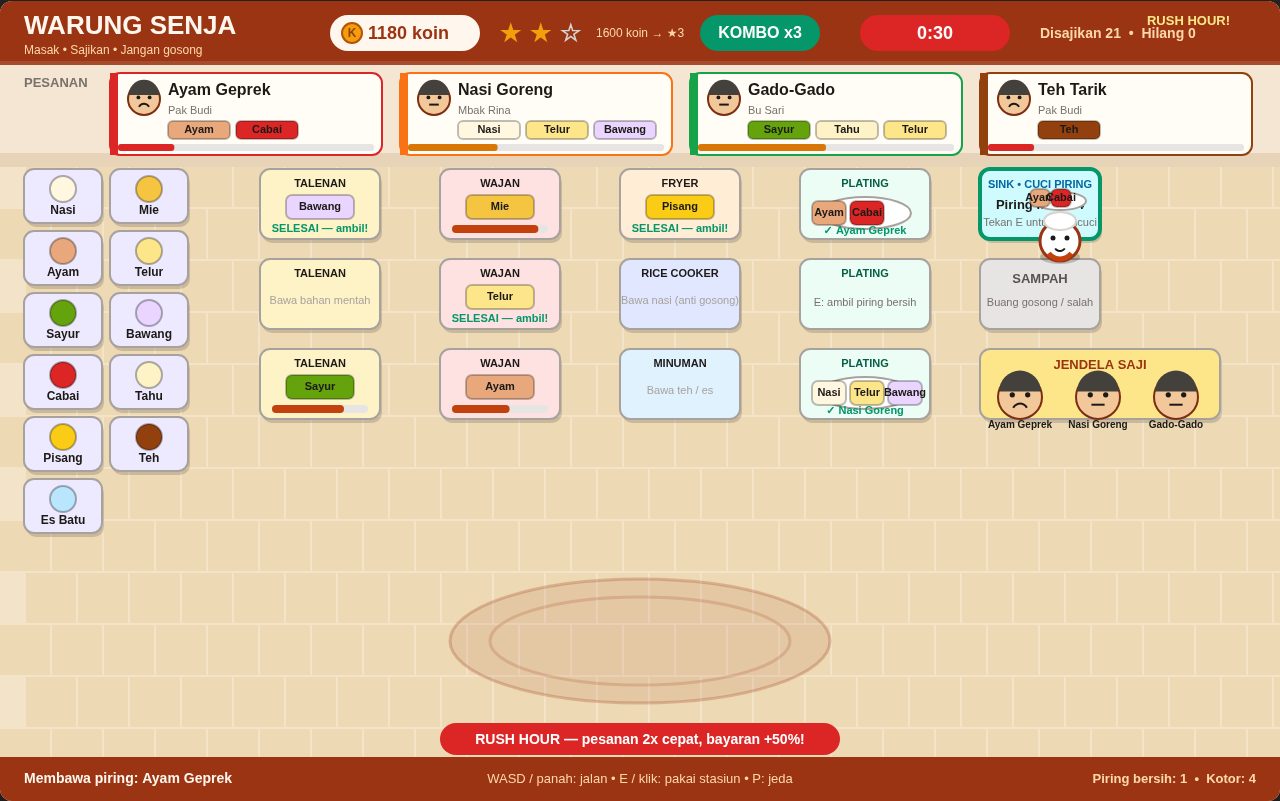 WARUNG SENJA
Masak • Sajikan • Jangan gosong
K 1180 koin
1600 koin → ★3
KOMBO x3
0:30
RUSH HOUR!
Disajikan 21 • Hilang 0
PESANAN
Ayam Geprek
Pak Budi
Ayam Cabai
Nasi Goreng
Mbak Rina
Nasi Telur Bawang
Gado-Gado
Bu Sari
Sayur Tahu Telur
Teh Tarik
Pak Budi
Teh
Nasi Mie
Ayam Telur
Sayur Bawang
Cabai Tahu
Pisang Teh
Es Batu
TALENAN
Bawang
SELESAI — ambil!
WAJAN
Mie
FRYER
Pisang
SELESAI — ambil!
PLATING
Ayam Cabai
✓ Ayam Geprek
SINK • CUCI PIRING
Ayam Cabai
Piring
Tekan E cuci
TALENAN
Bawa bahan mentah
WAJAN
Telur
SELESAI — ambil!
RICE COOKER
Bawa nasi (anti gosong)
PLATING
E: ambil piring bersih
SAMPAH
Buang gosong / salah
TALENAN
Sayur
WAJAN
Ayam
MINUMAN
Bawa teh / es
PLATING
Nasi Telur Bawang
✓ Nasi Goreng
JENDELA SAJI
Ayam Geprek Nasi Goreng Gado-Gado
RUSH HOUR — pesanan 2x cepat, bayaran +50%!
Membawa piring: Ayam Geprek
WASD / panah: jalan • E / klik: pakai stasiun • P: jeda
Piring bersih: 1 • Kotor: 4